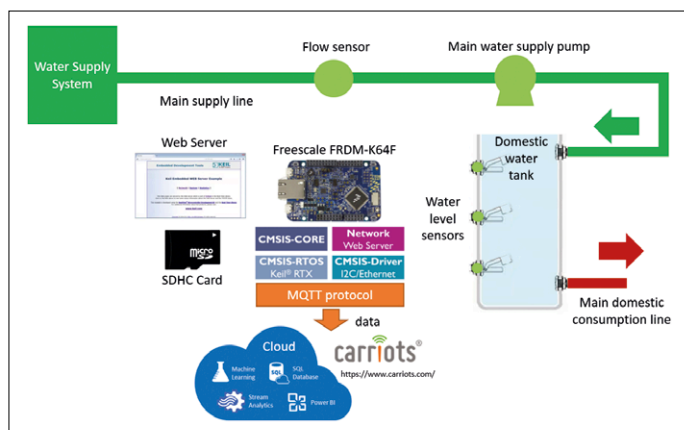 Water Supply
System
Flow sensor
Main water supply pump
Main supply line
Web Server
Freescale FRDM-K64F
Domestic
water
tank
Water
level
sensors
CMSIS-CORE
Network
Web Server
CMSIS-RTOS
Keil® RTX
CMSIS-Driver
I2C/Ethernet
MQTT protocol
micro
SDHC Card
Main domestic
consumption line
data
Cloud
Machine
Learning
SQL
SQL
Database
Stream
Analytics
Power BI
carriots®
https://www.carriots.com/